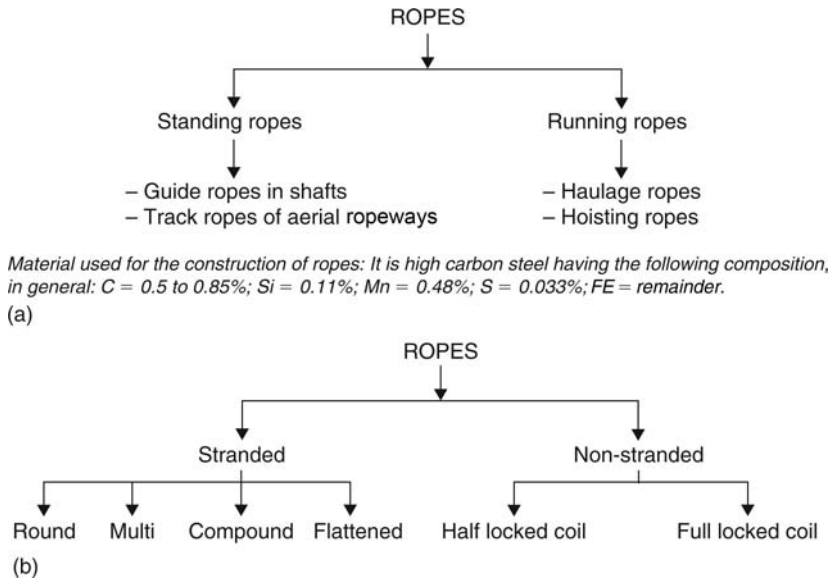 ROPES
Standing ropes Running ropes
– Guide ropes in shafts – Haulage ropes
– Track ropes of aerial ropeways – Hoisting ropes
Material used for the construction of ropes: It is high carbon steel having the following composition,
in general: C = 0.5 to 0.85%; Si = 0.11%; Mn = 0.48%; S = 0.033%; FE = remainder.
(a)
ROPES
Stranded Non-stranded
Round Multi Compound Flattened Half locked coil Full locked coil
(b)